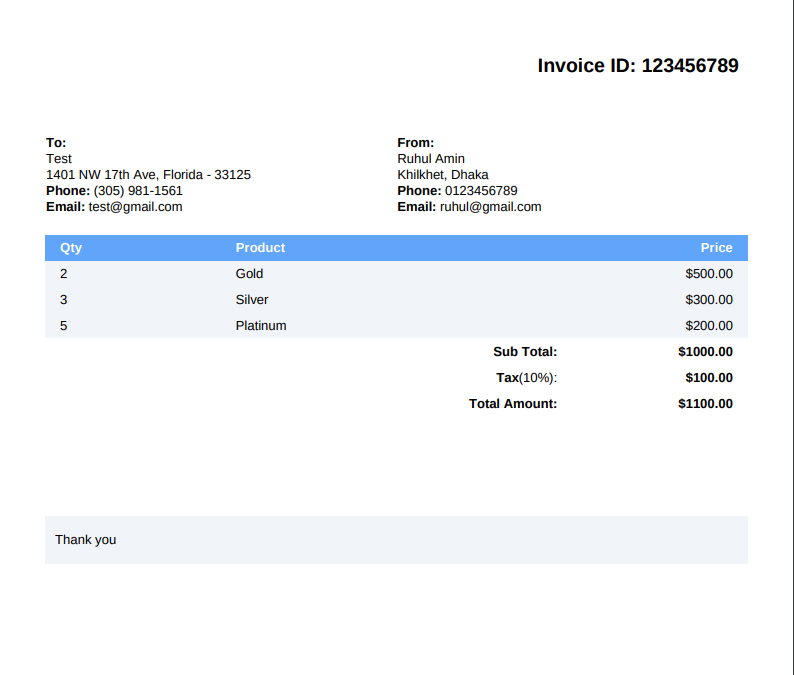 Invoice ID: 123456789
To:
Test
1401 NW 17th Ave, Florida - 33125
Phone: (305) 981-1561
Email: test@gmail.com
From:
Ruhul Amin
Khilkhet, Dhaka
Phone: 0123456789
Email: ruhul@gmail.com
Qty Product Price
2 Gold $500.00
3 Silver $300.00
5 Platinum $200.00
Sub Total: $1000.00
Tax(10%): $100.00
Total Amount: $1100.00
Thank you